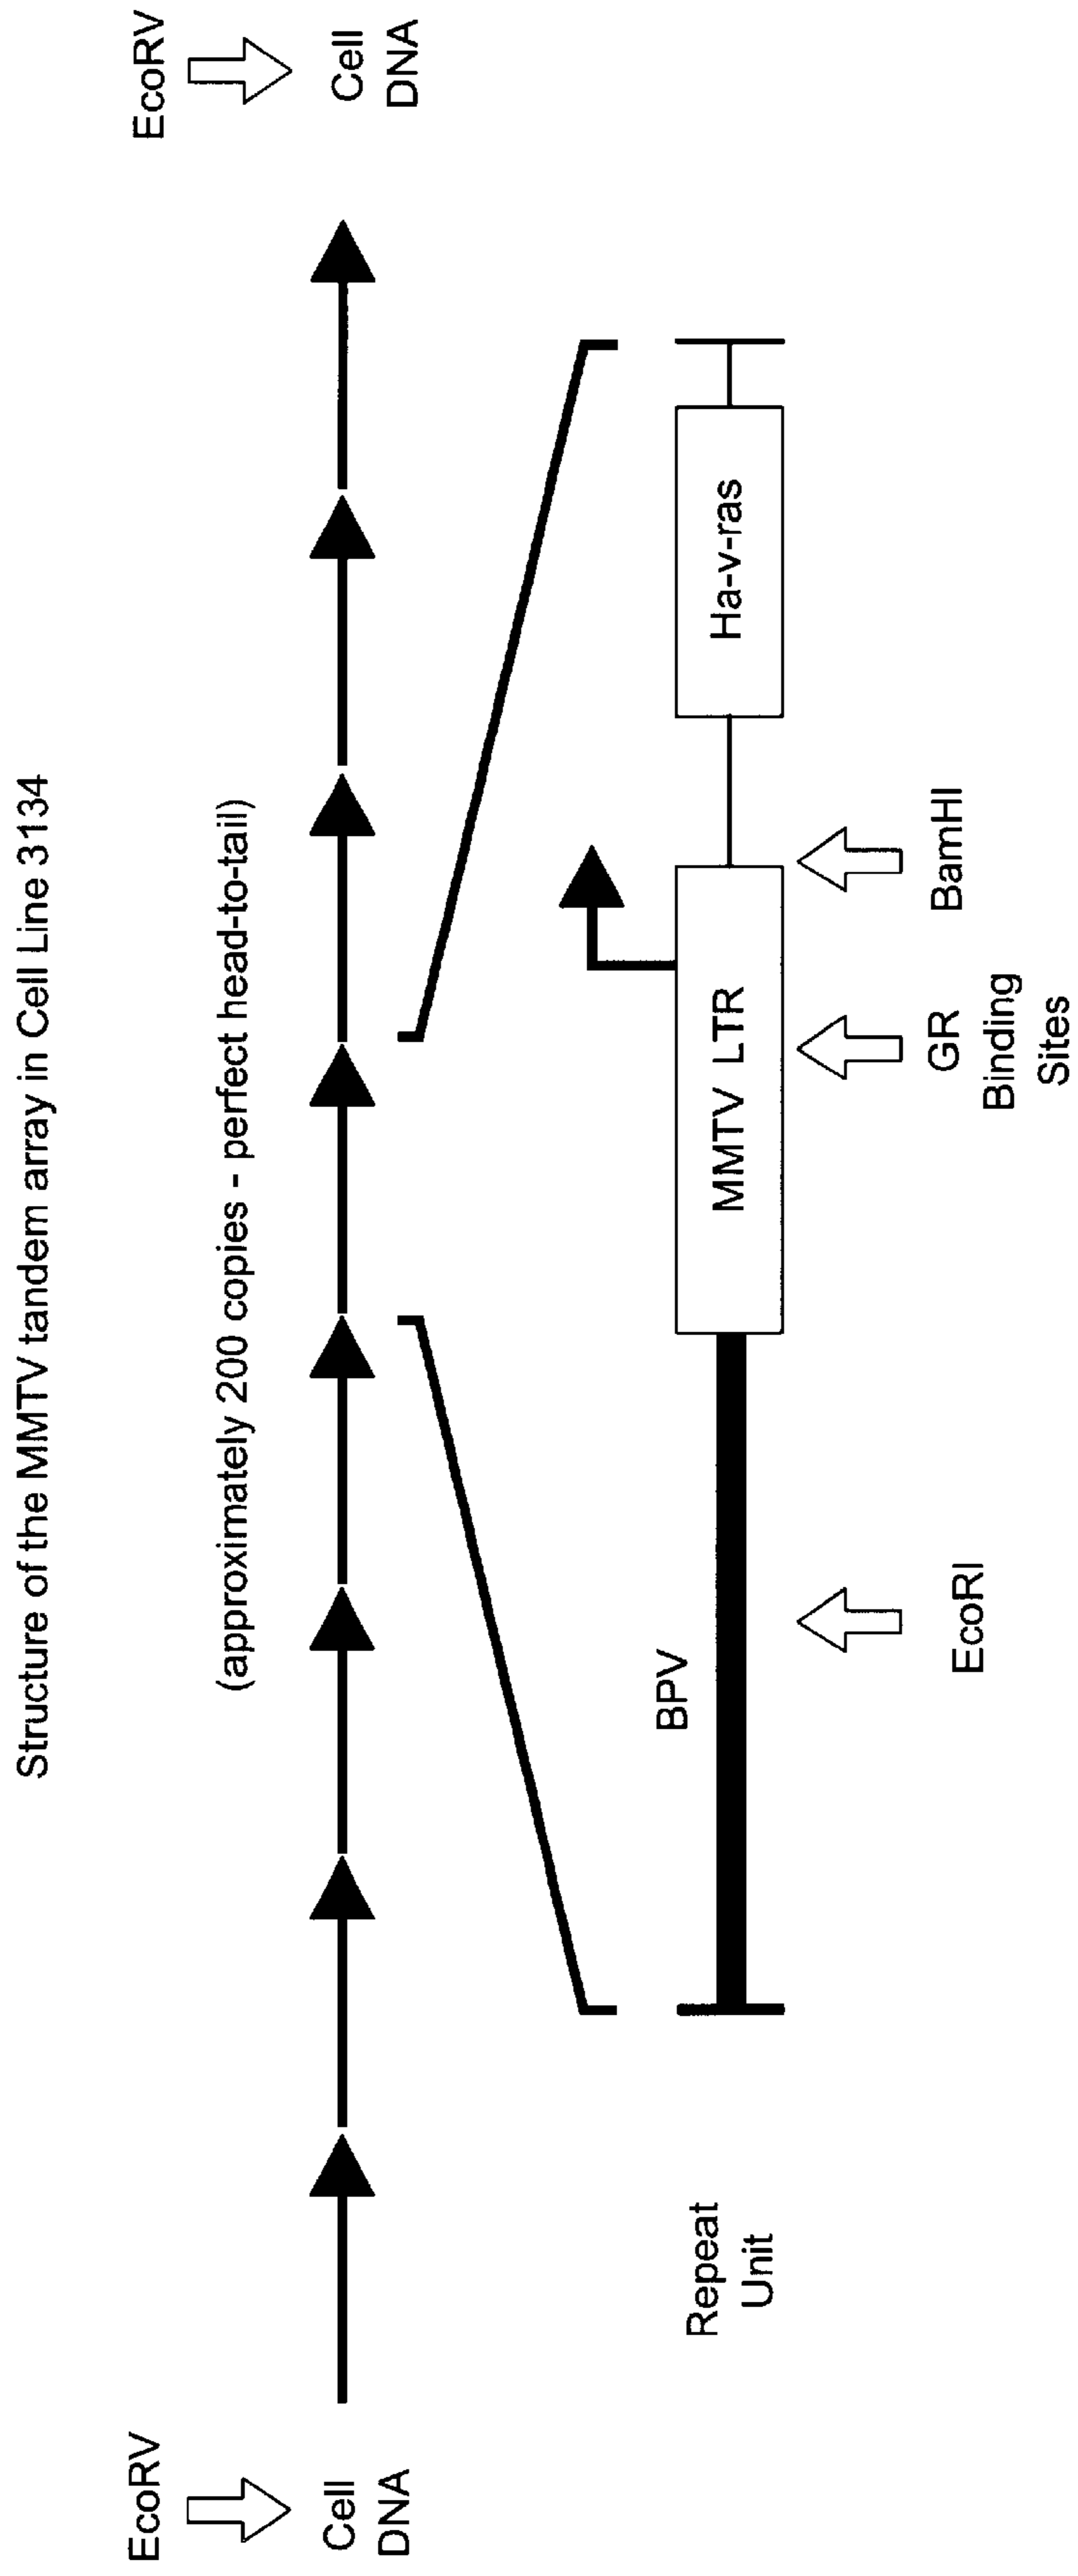 Structure of the MMTV tandem array in Cell Line 3134
EcoRV
EcoRV
(approximately 200 copies - perfect head-to-tail)
Cell
DNA
Cell
DNA
BPV
Repeat
Unit
MMTV LTR
Ha-v-ras
EcoRI
GR
Binding
Sites
BamHI